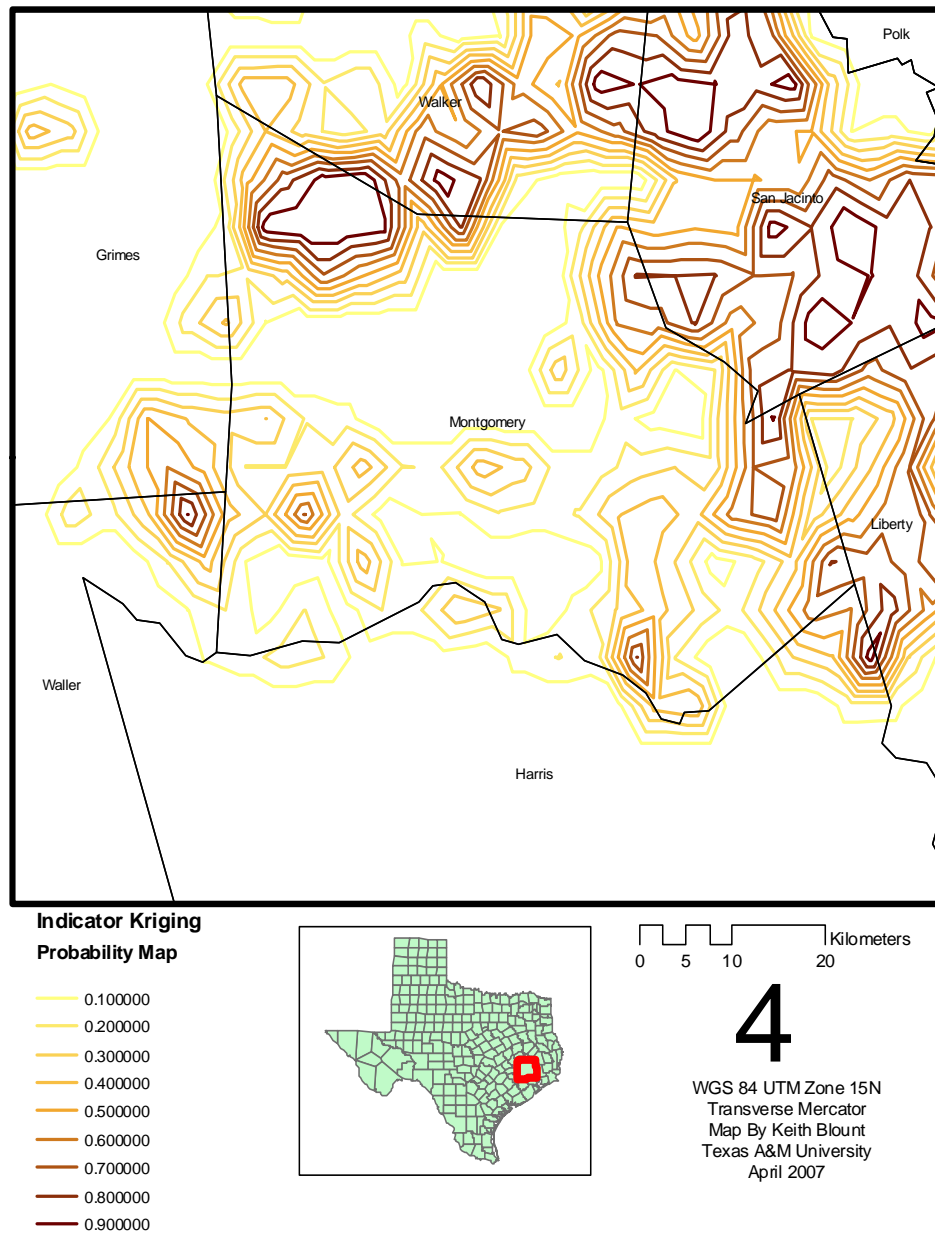 Polk
Walker
San Jacinto
Grimes
Montgomery
Liberty
Waller
Harris
Indicator Kriging
Probability Map
0.100000
0.200000
0.300000
0.400000
0.500000
0.600000
0.700000
0.800000
0.900000
Kilometers
0 5 10 20
4
WGS 84 UTM Zone 15N
Transverse Mercator
Map By Keith Blount
Texas A&M University
April 2007